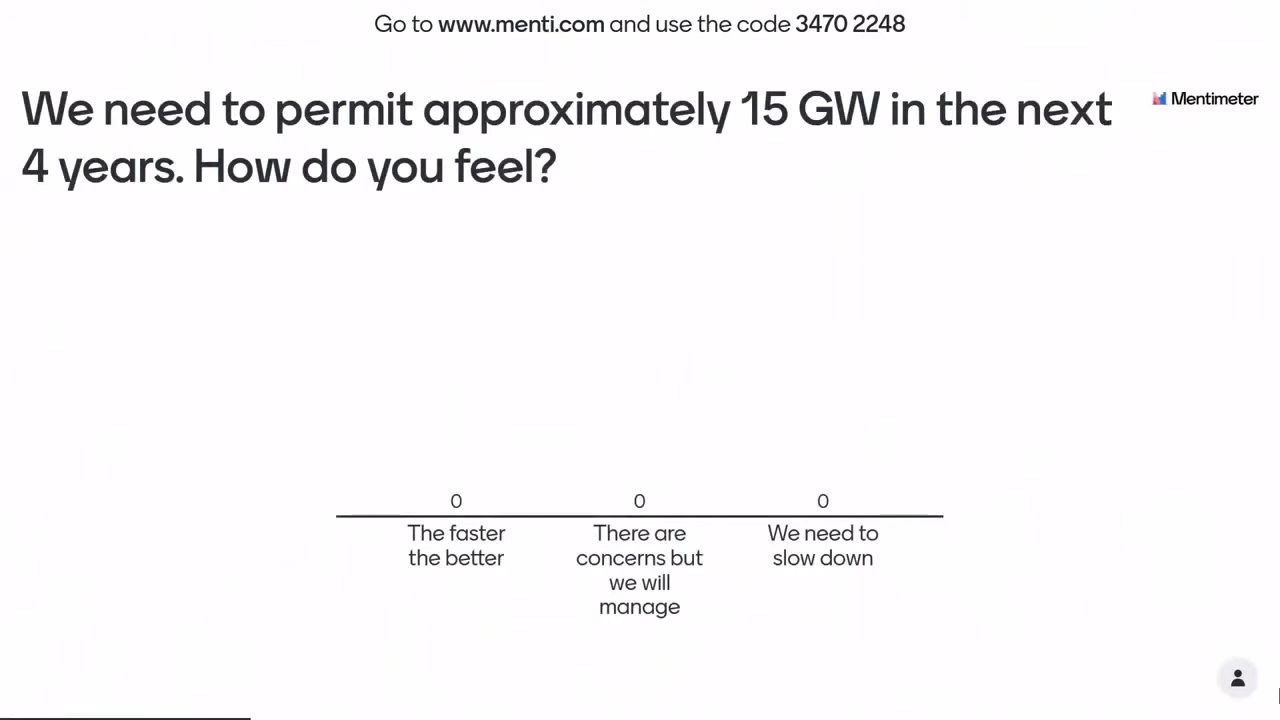 Go to www.menti.com and use the code 3470 2248
We need to permit approximately 15 GW in the next
4 years. How do you feel?
Mentimeter
0
0
0
The faster
the better
There are
concerns but
we will
manage
We need to
slow down